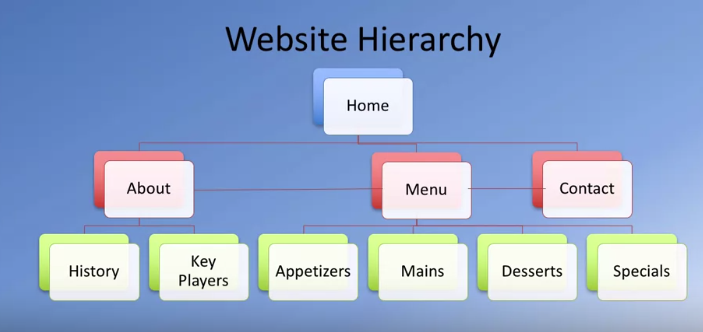 Website Hierarchy
Home
About
Menu
Contact
History
Key
Players
Appetizers
Mains
Desserts
Specials